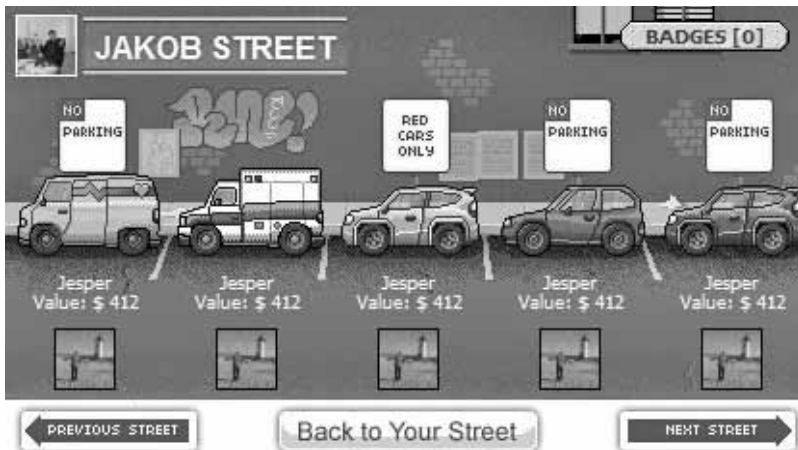 JAKOB STREET
BADGES [0]
NO
PARKING
RED
CARS
ONLY
NO
PARKING
NO
PARKING
Jesper
Value: $ 412
Jesper
Value: $ 412
Jesper
Value: $ 412
Jesper
Value: $ 412
Jesper
Value: $ 412
PREVIOUS STREET
Back to Your Street
NEXT STREET